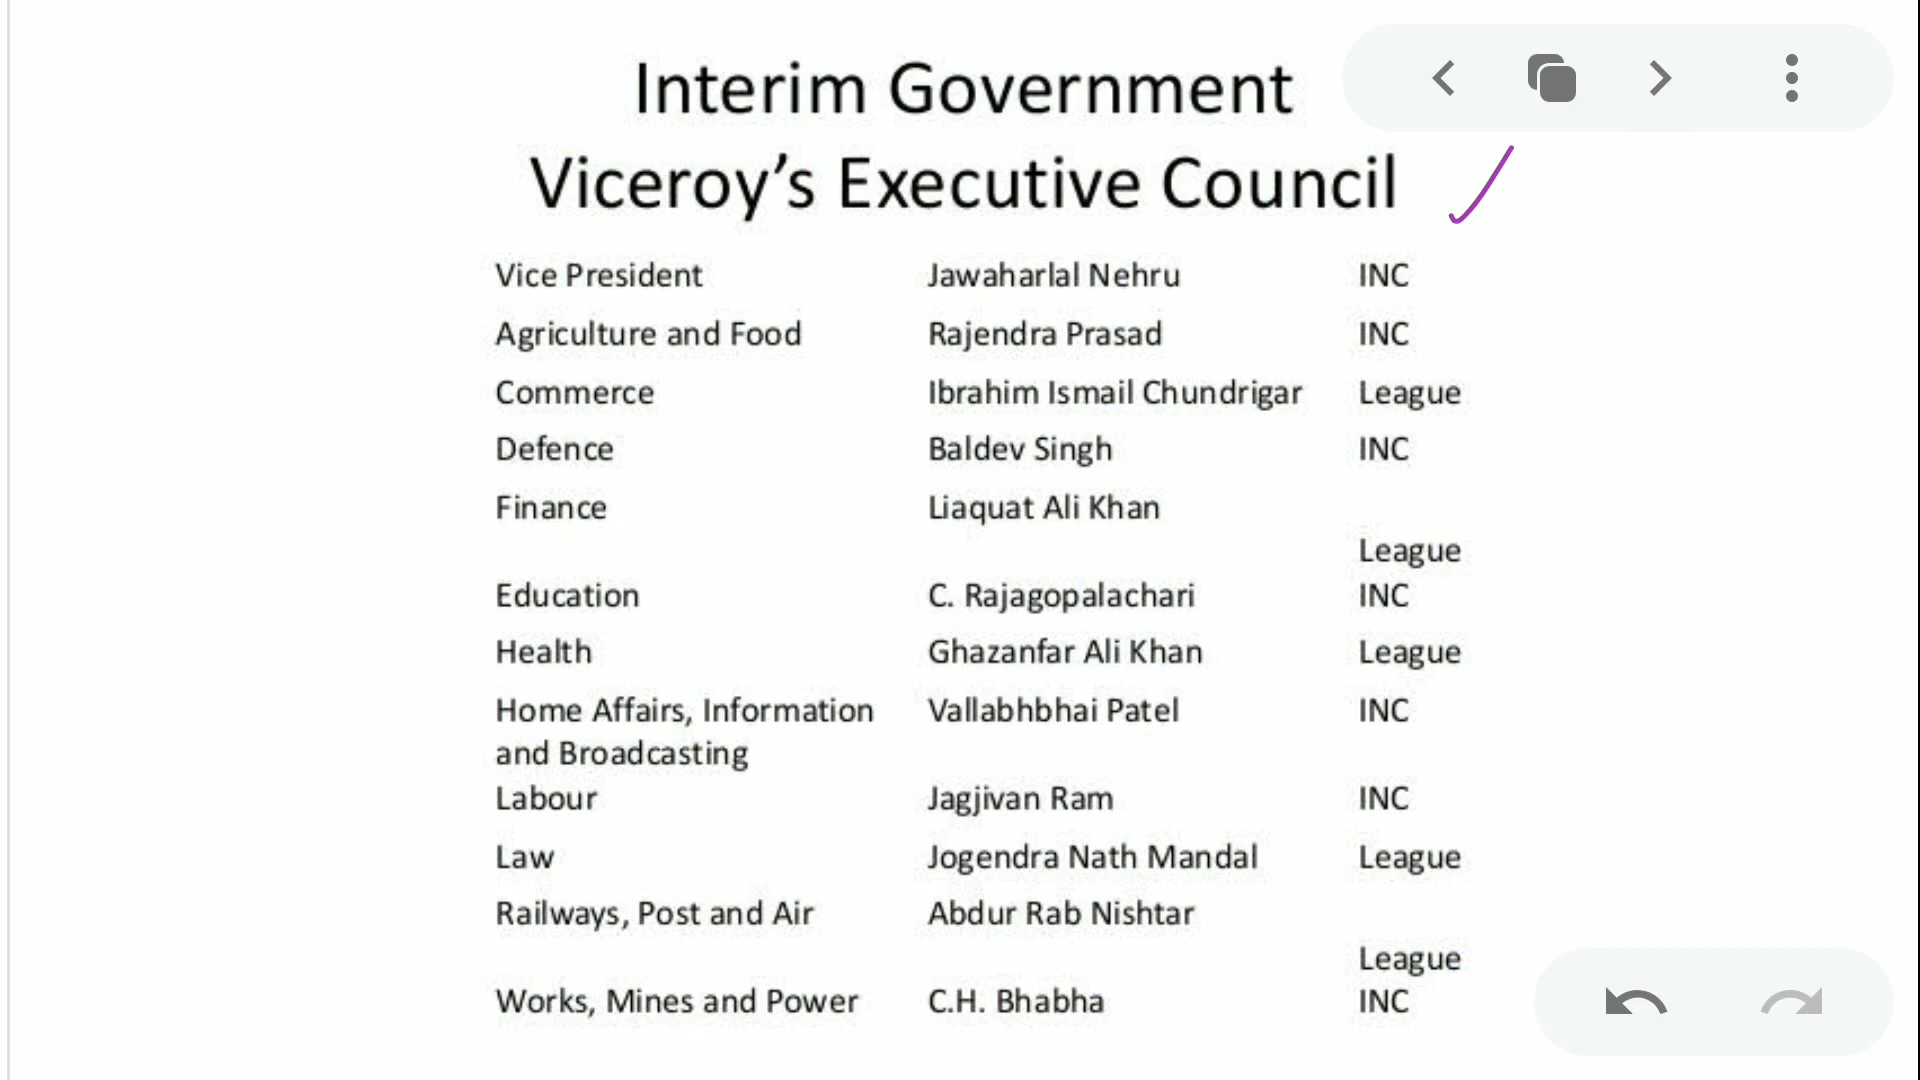 Interim Government
Viceroy’s Executive Council
Vice President Jawaharlal Nehru INC
Agriculture and Food Rajendra Prasad INC
Commerce Ibrahim Ismail Chundrigar League
Defence Baldev Singh INC
Finance Liaquat Ali Khan
League
Education C. Rajagopalachari INC
Health Ghazanfar Ali Khan League
Home Affairs, Information Vallabhbhai Patel INC
and Broadcasting
Labour Jagjivan Ram INC
Law Jogendra Nath Mandal League
Railways, Post and Air Abdur Rab Nishtar
League
Works, Mines and Power C.H. Bhabha INC